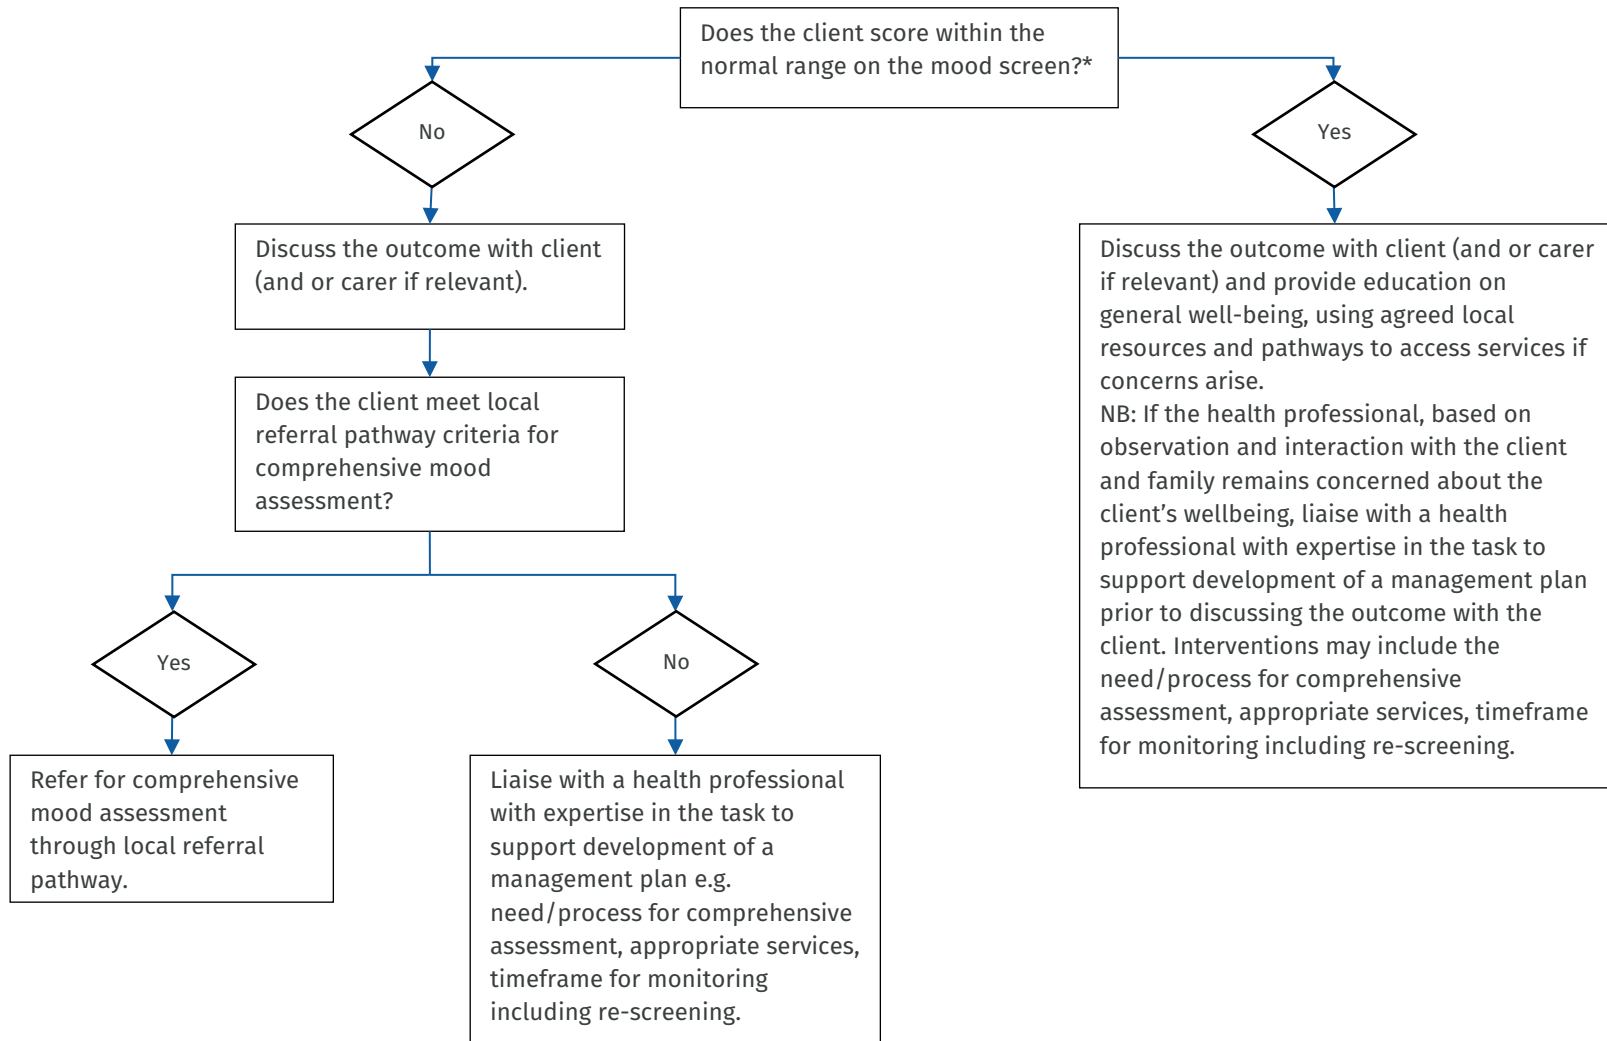 Does the client score within the
normal range on the mood screen?*
No
Yes
Discuss the outcome with client
(and or carer if relevant).
Discuss the outcome with client (and or carer
if relevant) and provide education on
general well-being, using agreed local
resources and pathways to access services if
concerns arise.
NB: If the health professional, based on
observation and interaction with the client
and family remains concerned about the
client’s wellbeing, liaise with a health
professional with expertise in the task to
support development of a management plan
prior to discussing the outcome with the
client. Interventions may include the
need/process for comprehensive
assessment, appropriate services, timeframe
for monitoring including re-screening.
Does the client meet local
referral pathway criteria for
comprehensive mood
assessment?
Yes
No
Refer for comprehensive
mood assessment
through local referral
pathway.
Liaise with a health professional
with expertise in the task to
support development of a
management plan e.g.
need/process for comprehensive
assessment, appropriate services,
timeframe for monitoring
including re-screening.